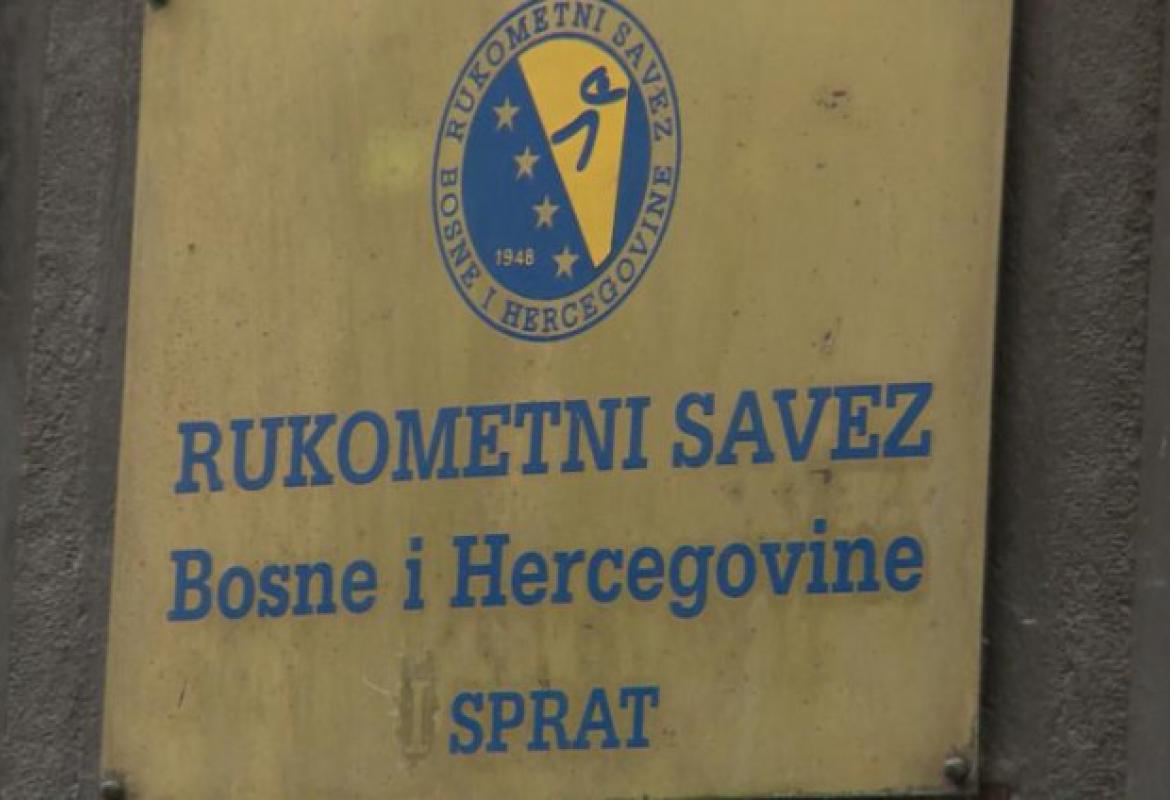 RUKOMETNI SAVEZ
BOSNE I HERCEGOVINE
1948
RUKOMETNI SAVEZ
Bosne i Hercegovine
I SPRAT